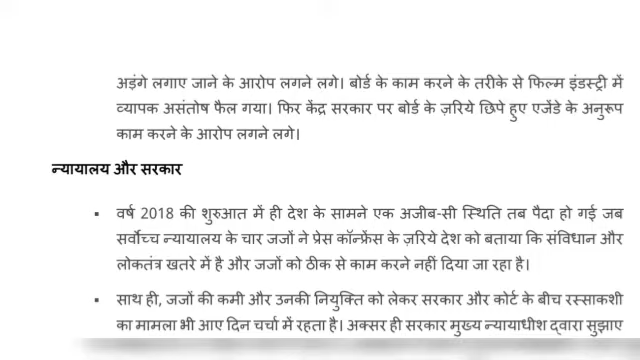 अड़ंगे लगाए जाने के आरोप लगने लगे। बोर्ड के काम करने के तरीके से फिल्म इंडस्ट्री में
व्यापक असंतोष फैल गया। फिर केंद्र सरकार पर बोर्ड के ज़रिये छिपे हुए एजेंडे के अनुरूप
काम करने के आरोप लगने लगे।
न्यायालय और सरकार
▪ वर्ष 2018 की शुरुआत में ही देश के सामने एक अजीब-सी स्थिति तब पैदा हो गई जब
सर्वोच्च न्यायालय के चार जजों ने प्रेस कॉन्फ्रेंस के ज़रिये देश को बताया कि संविधान और
लोकतंत्र खतरे में है और जजों को ठीक से काम करने नहीं दिया जा रहा है।
▪ साथ ही, जजों की कमी और उनकी नियुक्ति को लेकर सरकार और कोर्ट के बीच रस्साकशी
का मामला भी आए दिन चर्चा में रहता है। अक्सर ही सरकार मुख्य न्यायाधीश द्वारा सुझाए